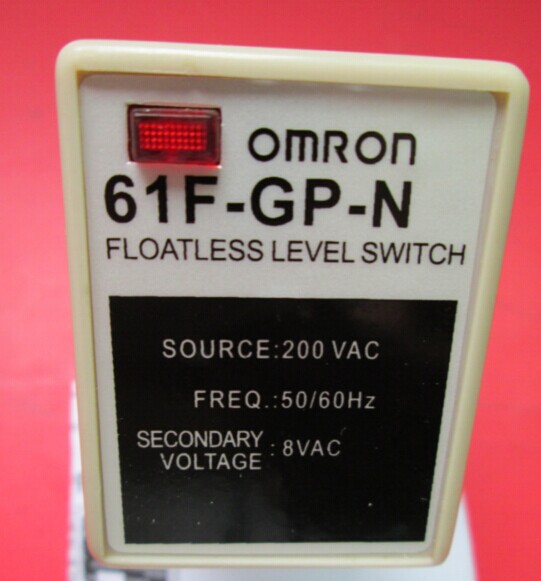 OMRON
61F-GP-N
FLOATLESS LEVEL SWITCH
SOURCE:200 VAC
FREQ.:50/60Hz
SECONDARY
VOLTAGE : 8VAC